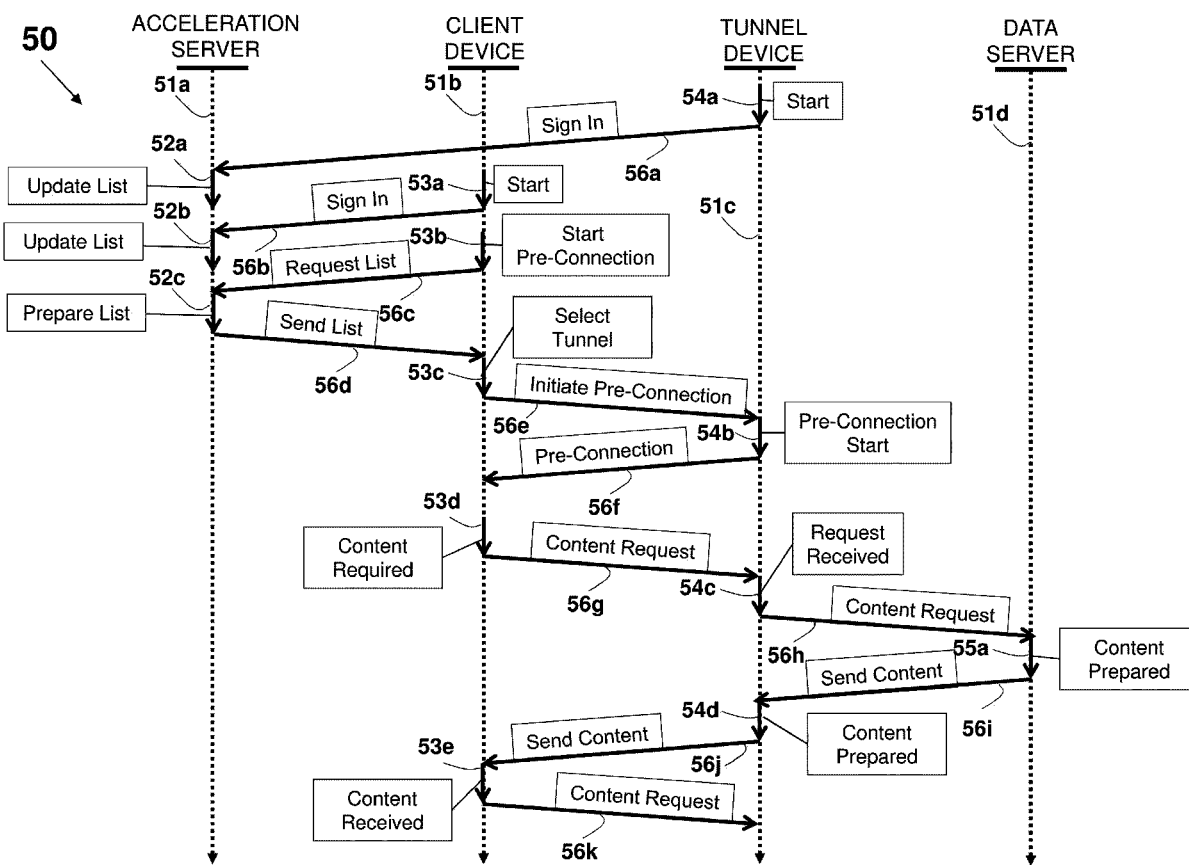 50
ACCELERATION
SERVER
CLIENT
DEVICE
TUNNEL
DEVICE
DATA
SERVER
51a
51b
54a
Start
51d
Sign In
56a
52a
Update List
53a
Start
Sign In
51c
52b
Update List
56b
53b
Start
Pre-Connection
Request List
52c
56c
Prepare List
Send List
56d
Select
Tunnel
53c
Initiate Pre-Connection
56e
54b
Pre-Connection
Start
Pre-Connection
56f
53d
Content
Required
Content Request
56g
Request
Received
54c
Content Request
56h
55a
Content
Prepared
Send Content
56i
54d
Content
Prepared
Send Content
56j
53e
Content
Received
Content Request
56k